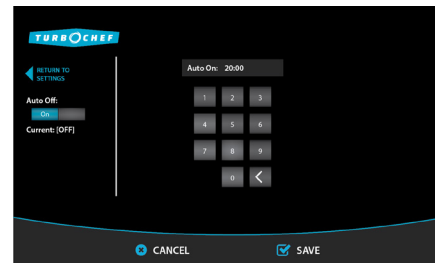 TURBOCHEF
RETURN TO
SETTINGS
Auto Off:
On
Current: [OFF]
Auto On: 20:00
1 2 3
4 5 6
7 8 9
0
CANCEL
SAVE